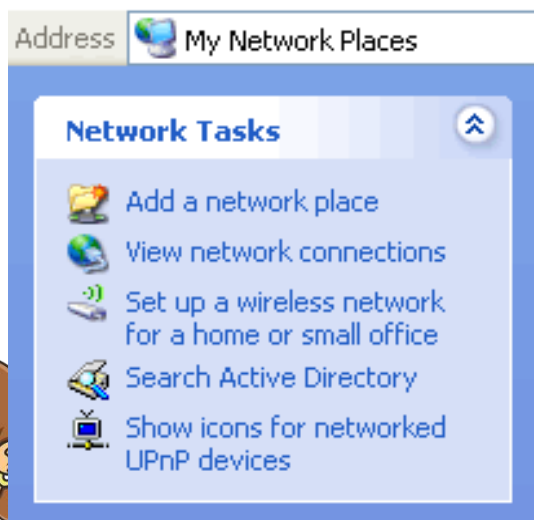 Address My Network Places
Network Tasks
Add a network place
View network connections
Set up a wireless network
for a home or small office
Search Active Directory
Show icons for networked
UPnP devices